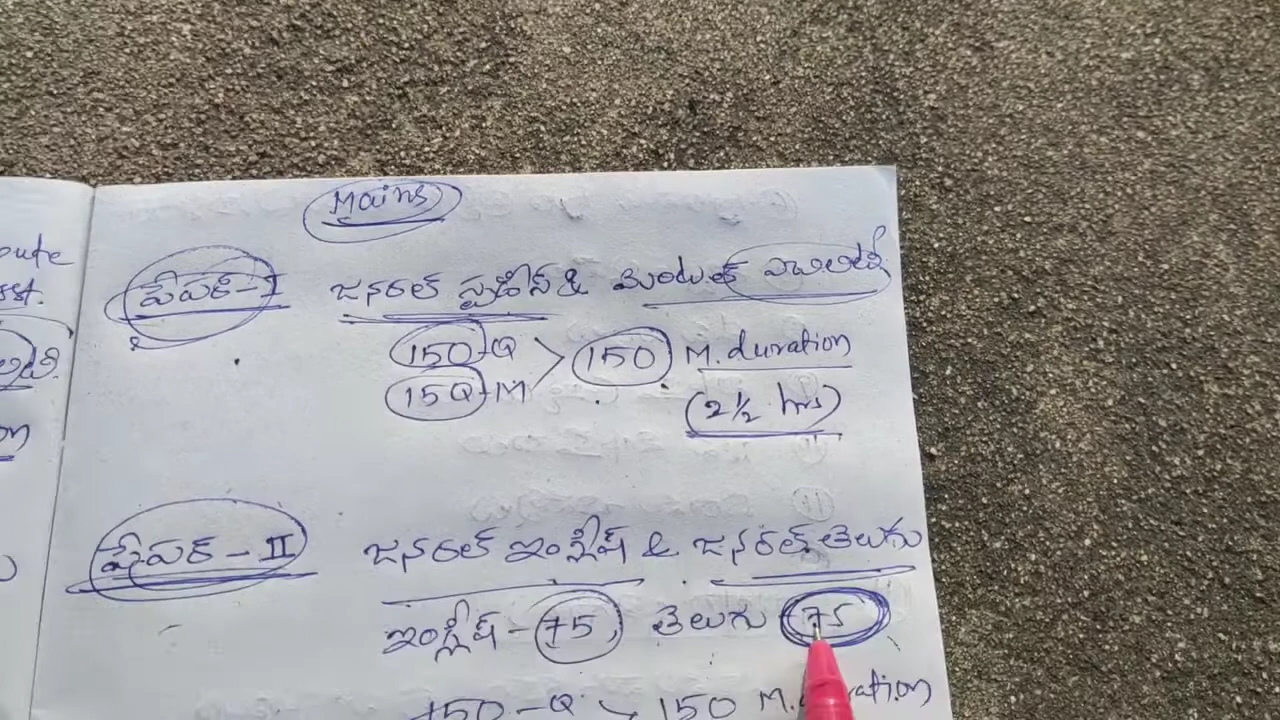 Mains
పేపర్-I జనరల్ స్టడీస్ & మెంటల్ ఎబిలిటీ
150-Q > 150 M. duration
150-M (2½ hrs)
పేపర్-II జనరల్ ఇంగ్లీష్ & జనరల్ తెలుగు
ఇంగ్లీష్-75, తెలుగు-75
150-Q > 150 M.